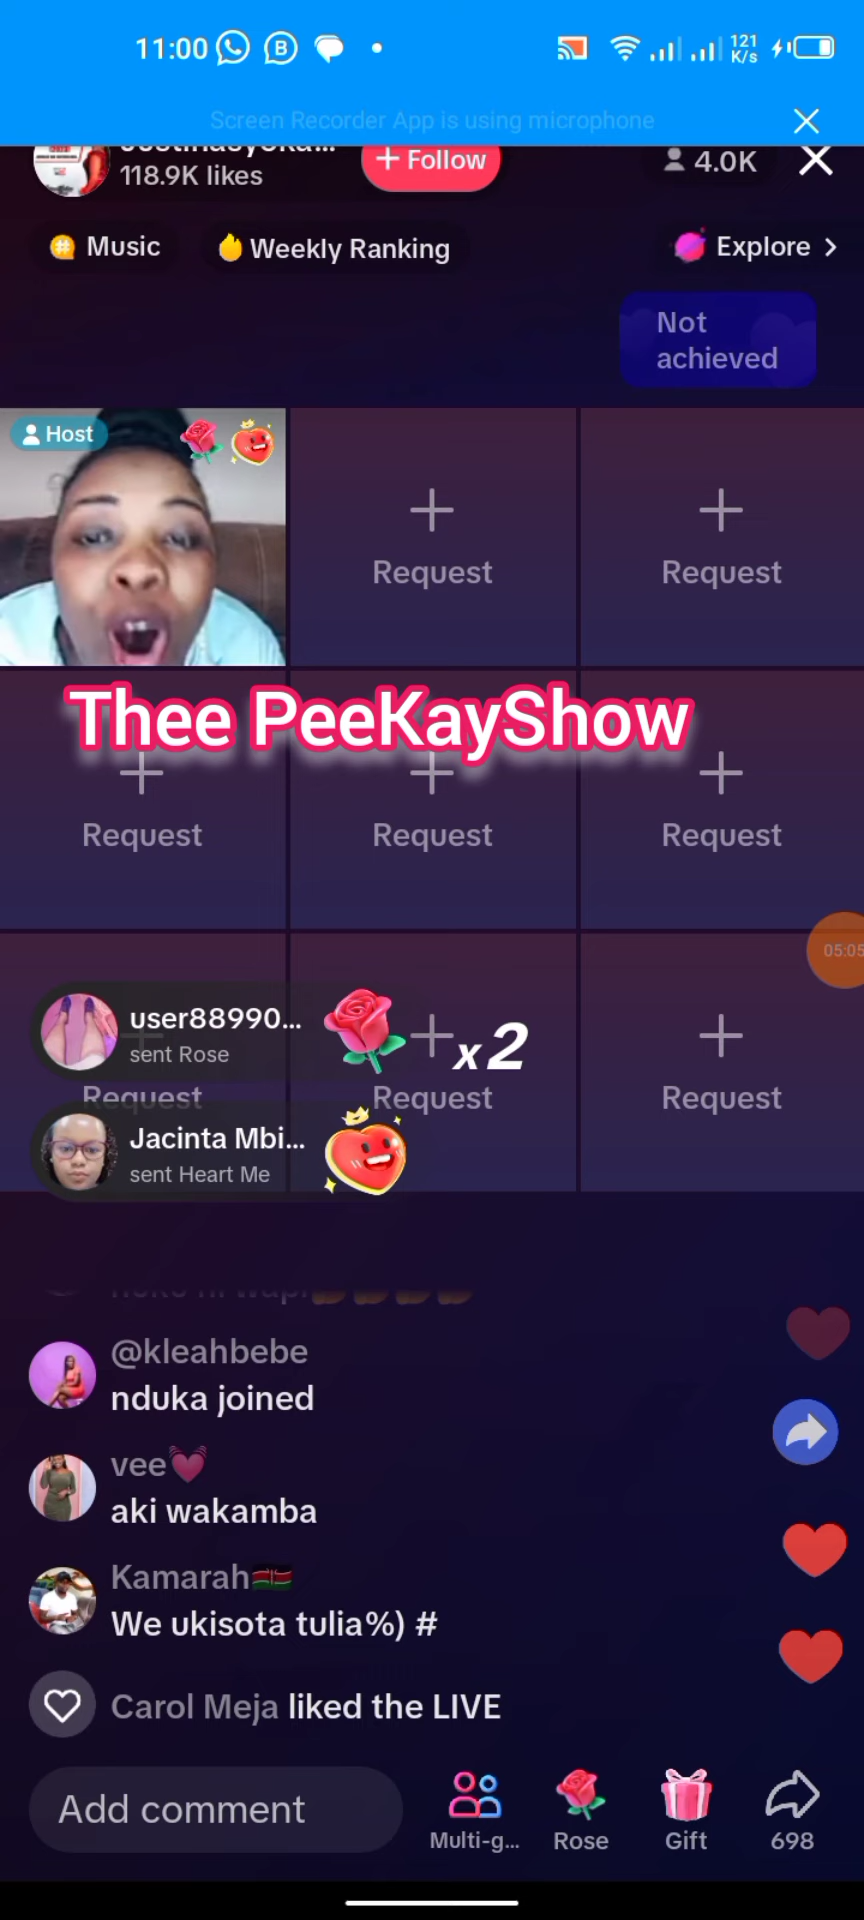 11:00
121
K/s
Screen Recorder App is using microphone
118.9K likes
+ Follow
4.0K
Music
Weekly Ranking
Explore
Not
achieved
Host
Request
Request
Thee PeeKayShow
Request
Request
Request
05:05
user88990...
sent Rose
x2
Request
Request
Request
Jacinta Mbi...
sent Heart Me
@kleahbebe
nduka joined
vee
aki wakamba
Kamarah
We ukisota tulia%) #
Carol Meja liked the LIVE
Add comment
Multi-g...
Rose
Gift
698